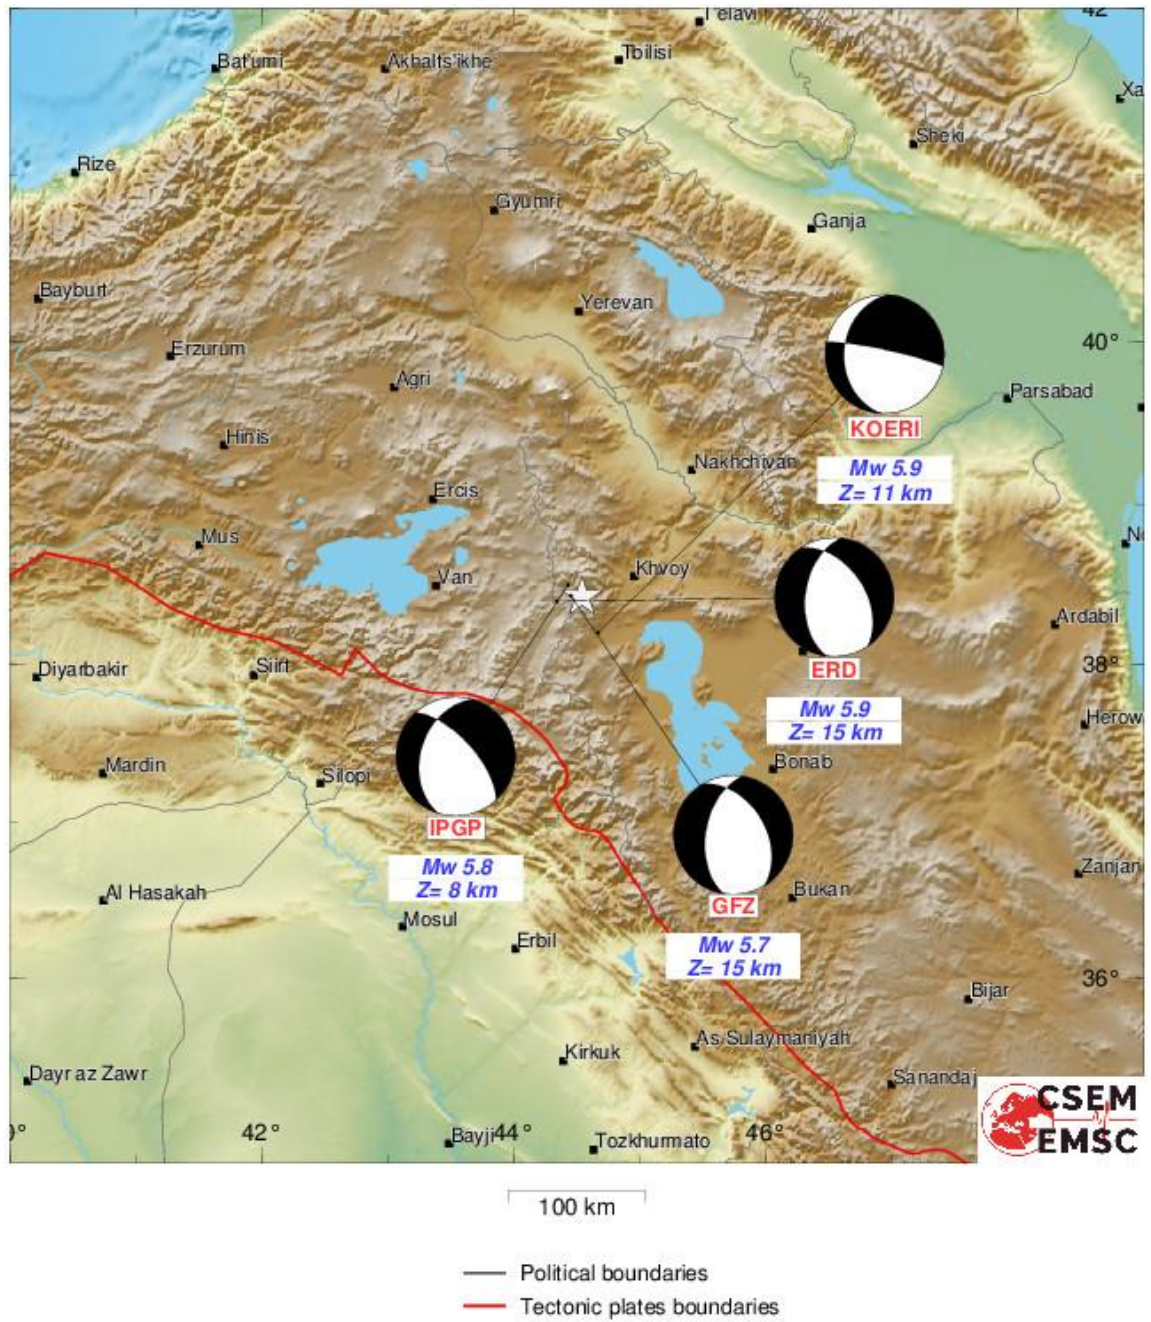 42
Telavi
Bat'umi
Akhalts'ikhe
Tbilisi
Xa
Sheki
Rize
Gyumri
Ganja
Bayburt
Yerevan
Erzurum
40°
Agri
Parsabad
KOERI
Hinis
Nakhchivan
Mw 5.9
Z= 11 km
Ercis
Mus
Khvoy
Van
Ardabil
Diyarbakir
Siirt
38°
ERD
Mw 5.9
Z= 15 km
Herow
Mardin
Silopi
Bonab
IPGP
Mw 5.8
Z= 8 km
Zanjan
Al Hasakah
Bukan
GFZ
Mosul
Erbil
Mw 5.7
Z= 15 km
36°
Bijar
As Sulaymaniyah
Kirkuk
Dayr az Zawr
Sanandaj
CSEM
EMSC
42°
Bayji
44°
Tozkhurmato
46°
100 km
Political boundaries
Tectonic plates boundaries